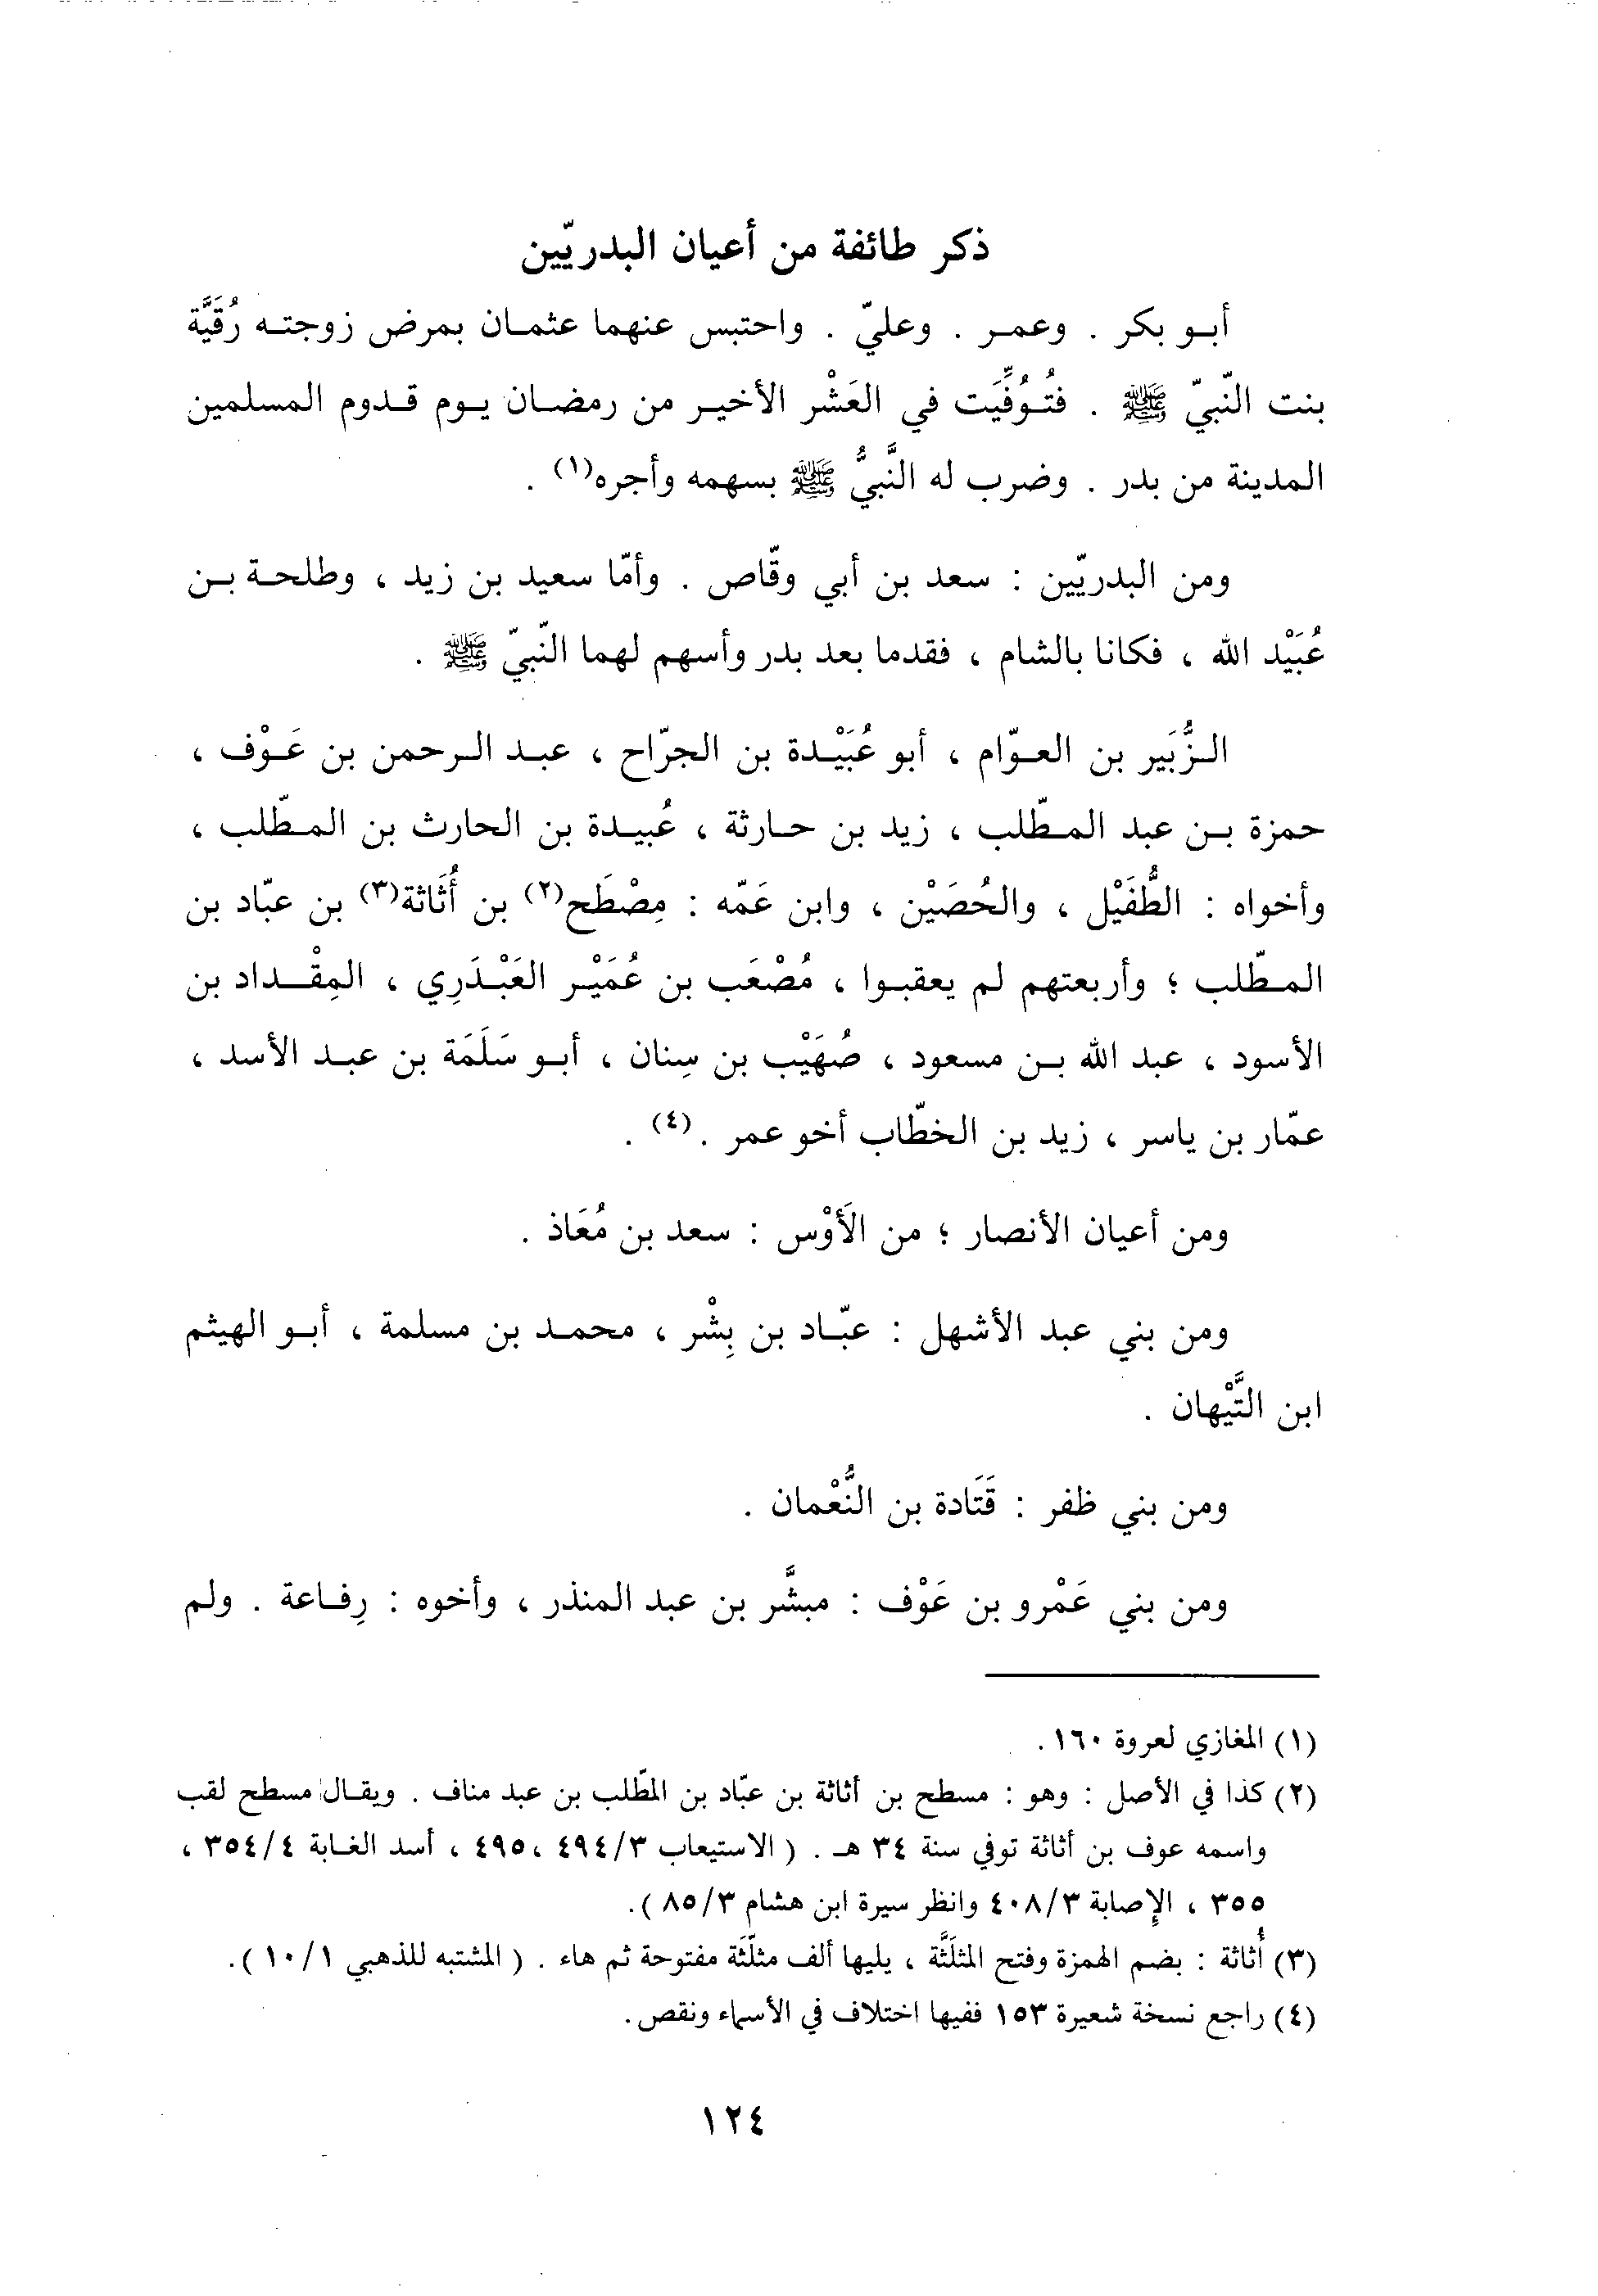 ذكر طائفة من أعيان البدريّين
أبو بكر . وعمر . وعليّ . واحتبس عنهما عثمان بمرض زوجته رُقَيَّة
بنت النّبيّ ﷺ . فتُوُفِّيَت في العَشْر الأخير من رمضان يوم قدوم المسلمين
المدينة من بدر . وضرب له النَّبيُّ ﷺ بسهمه وأجره(١) .
ومن البدريّين : سعد بن أبي وقّاص . وأمّا سعيد بن زيد ، وطلحة بن
عُبَيْد الله ، فكانا بالشام ، فقدما بعد بدر وأسهم لهما النّبيّ ﷺ .
الزُّبَير بن العوّام ، أبو عُبَيْدة بن الجرّاح ، عبد الرحمن بن عَوْف ،
حمزة بن عبد المطّلب ، زيد بن حارثة ، عُبيدة بن الحارث بن المطّلب ،
وأخواه : الطُّفَيْل ، والحُصَيْن ، وابن عَمّه : مِصْطَح(٢) بن أُثَاثة(٣) بن عبّاد بن
المطّلب ؛ وأربعتهم لم يعقبوا ، مُصْعَب بن عُمَيْر العَبْدَرِي ، المِقْداد بن
الأسود ، عبد الله بن مسعود ، صُهَيْب بن سِنان ، أبو سَلَمَة بن عبد الأسد ،
عمّار بن ياسر ، زيد بن الخطّاب أخو عمر .(٤) .
ومن أعيان الأنصار ؛ من الَأوْس : سعد بن مُعَاذ .
ومن بني عبد الأشهل : عبّاد بن بِشْر ، محمد بن مسلمة ، أبو الهيثم
ابن التَّيْهان .
ومن بني ظفر : قَتَادة بن النُّعْمان .
ومن بني عَمْرو بن عَوْف : مبشَّر بن عبد المنذر ، وأخوه : رِفاعة . ولم
(١) المغازي لعروة ١٦٠ .
(٢) كذا في الأصل : وهو : مسطح بن أثاثة بن عبّاد بن المطّلب بن عبد مناف . ويقال مسطح لقب
واسمه عوف بن أثاثة توفي سنة ٣٤ هـ . ( الاستيعاب ٤٩٤/٣ ،٤٩٥ ، أسد الغابة ٣٥٤/٤ ،
٣٥٥ ، الإصابة ٤٠٨/٣ وانظر سيرة ابن هشام ٨٥/٣ ).
(٣) أُثاثة : بضم الهمزة وفتح المثلَثَّة ، يليها ألف مثلّثَة مفتوحة ثم هاء . ( المشتبه للذهبي ١٠/١ ).
(٤) راجع نسخة شعيرة ١٥٣ ففيها اختلاف في الأسماء ونقص.
١٢٤